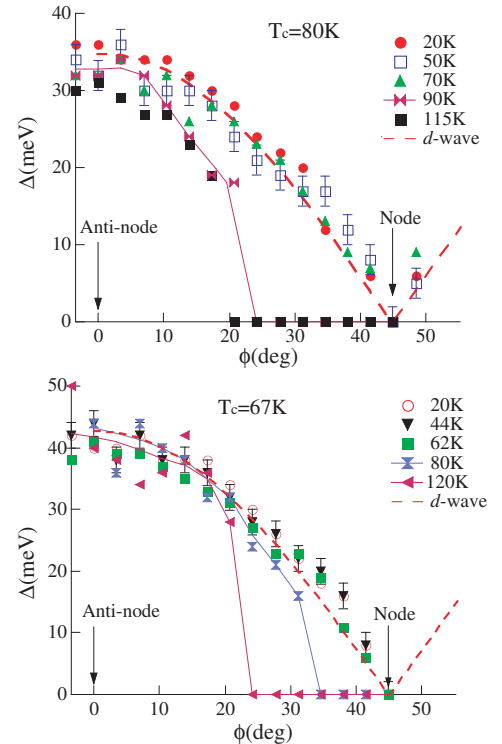 T_c=80K
20K
50K
70K
90K
115K
d-wave
Δ(meV)
40
30
20
10
0
Anti-node
Node
0
10
20
30
40
50
ϕ(deg)
T_c=67K
20K
44K
62K
80K
120K
d-wave
Δ(meV)
50
40
30
20
10
0
Anti-node
Node
0
10
20
30
40
50
ϕ(deg)